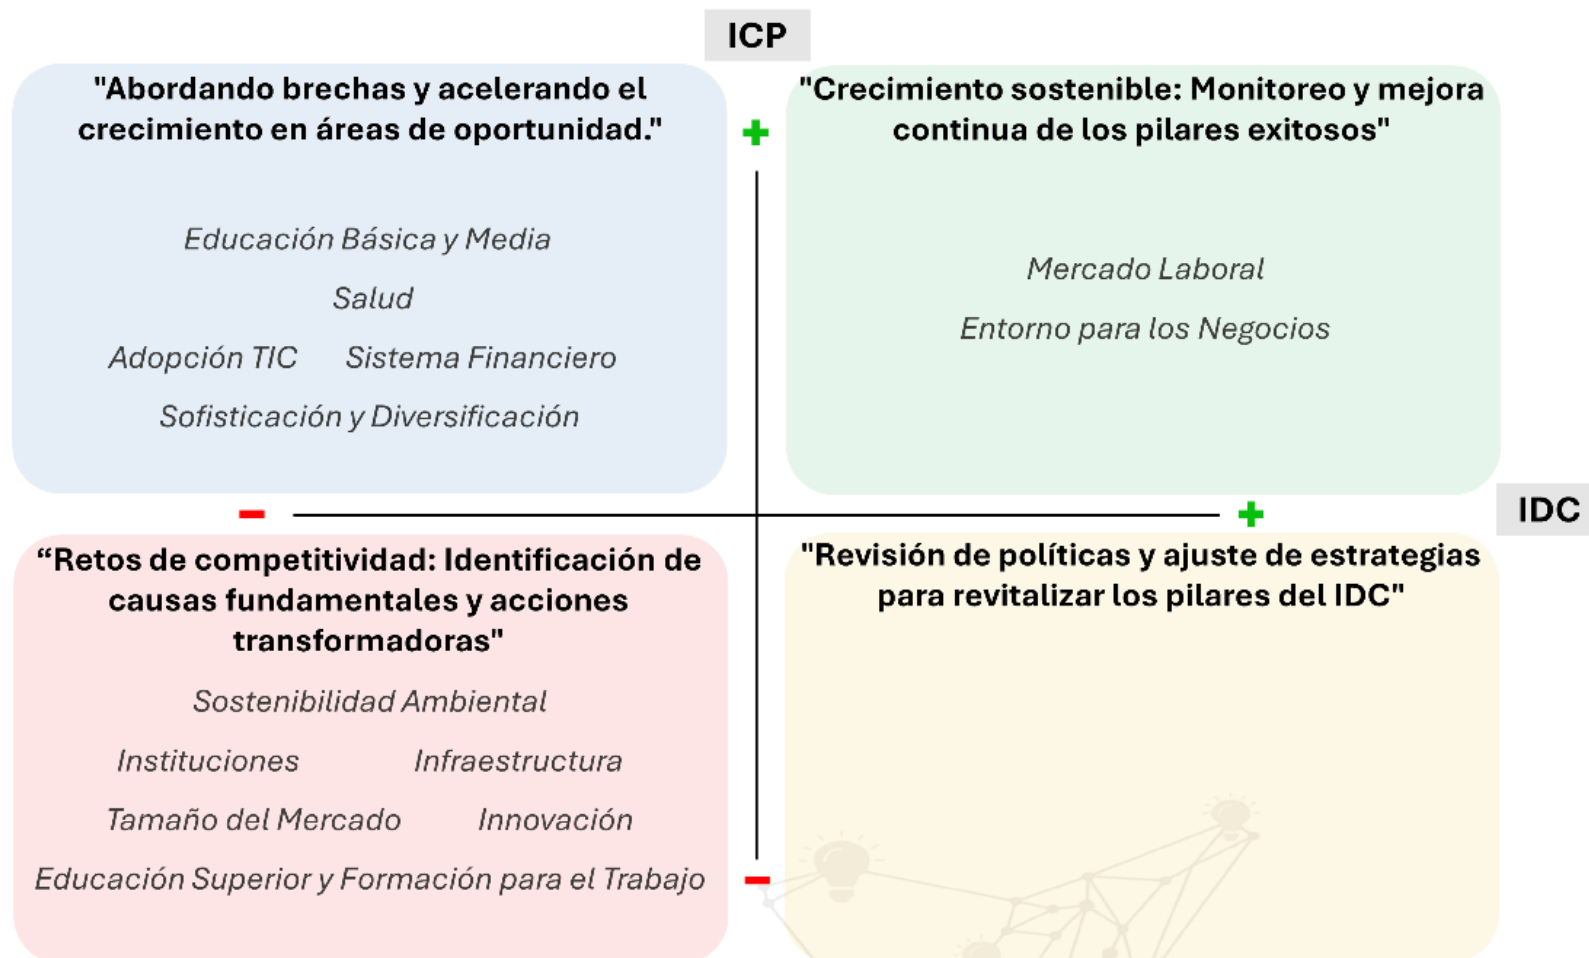 ICP
"Abordando brechas y acelerando el
crecimiento en áreas de oportunidad."
Educación Básica y Media
Salud
Adopción TIC Sistema Financiero
Sofisticación y Diversificación
+
"Crecimiento sostenible: Monitoreo y mejora
continua de los pilares exitosos"
Mercado Laboral
Entorno para los Negocios
-
+
IDC
“Retos de competitividad: Identificación de
causas fundamentales y acciones
transformadoras"
Sostenibilidad Ambiental
Instituciones Infraestructura
Tamaño del Mercado Innovación
Educación Superior y Formación para el Trabajo
-
"Revisión de políticas y ajuste de estrategias
para revitalizar los pilares del IDC"